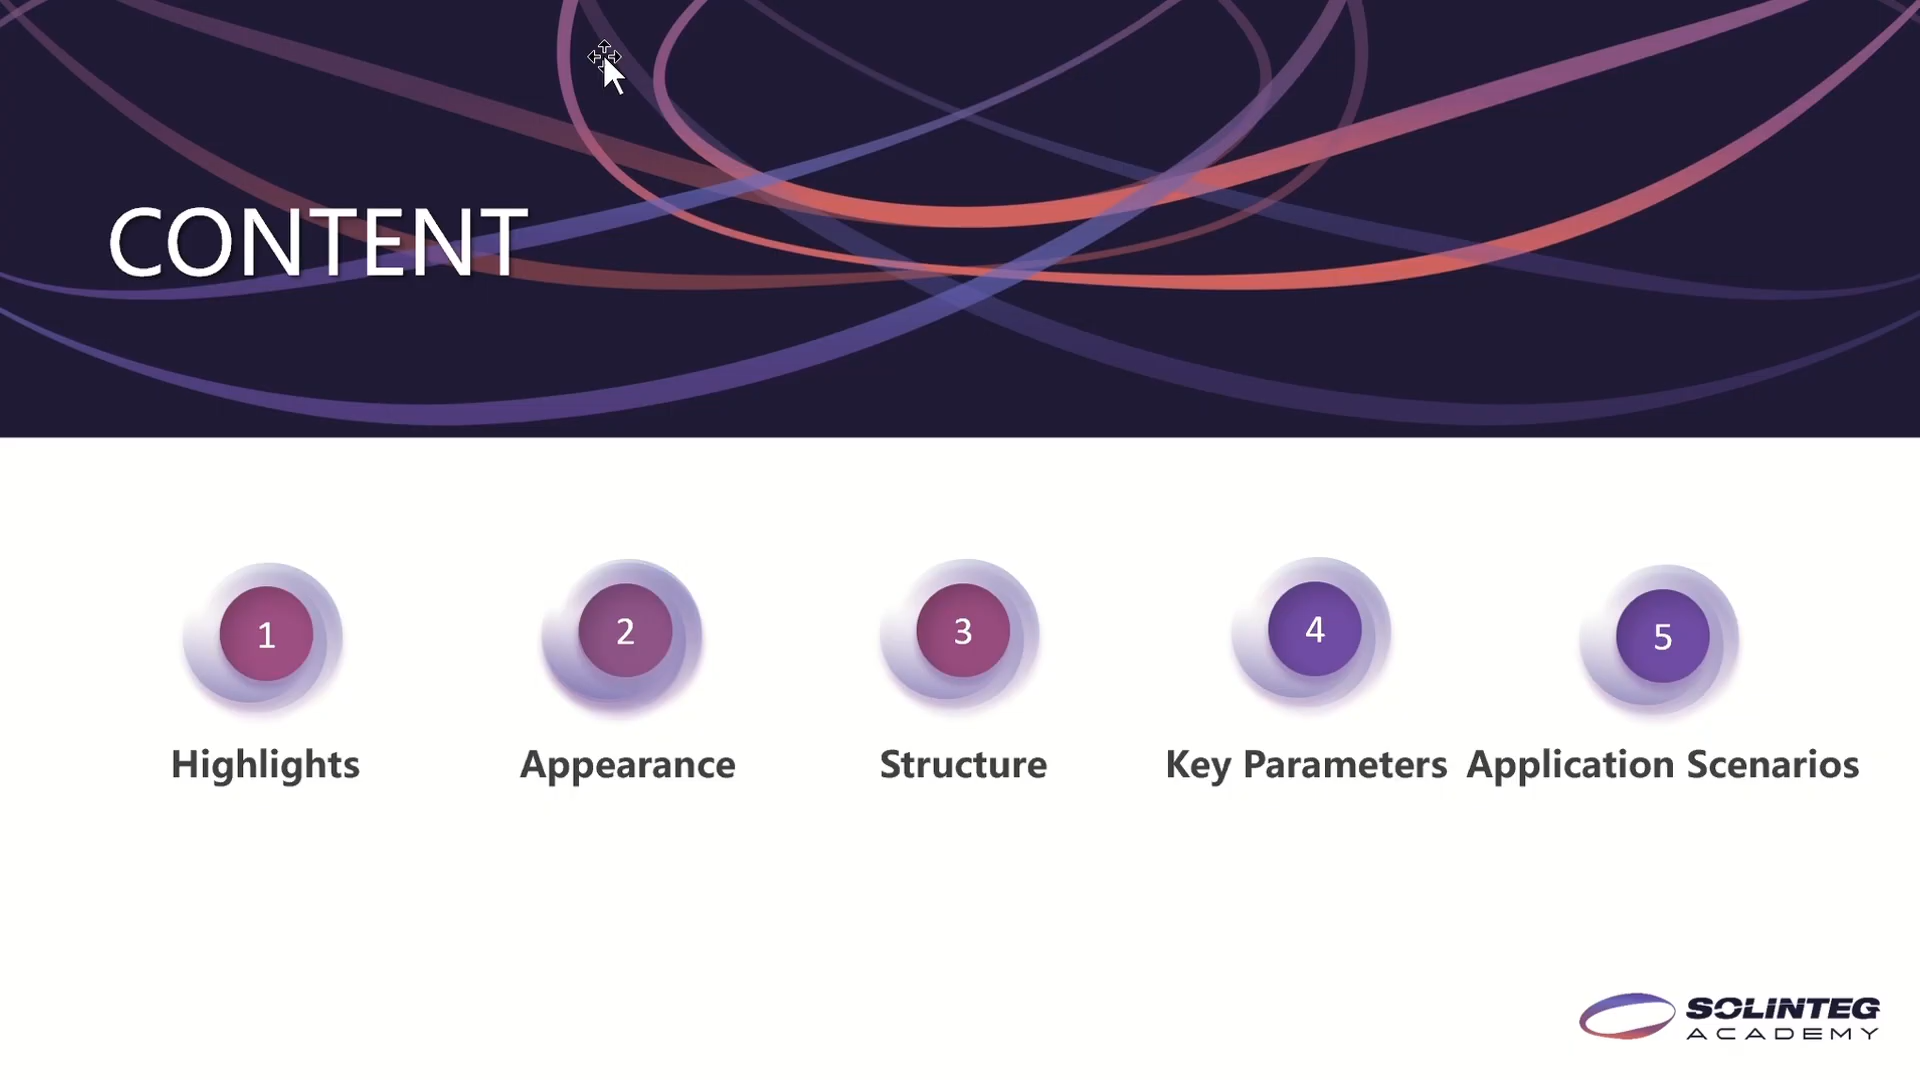 CONTENT
1
2
3
4
5
Highlights
Appearance
Structure
Key Parameters
Application Scenarios
SOLINTEG
ACADEMY